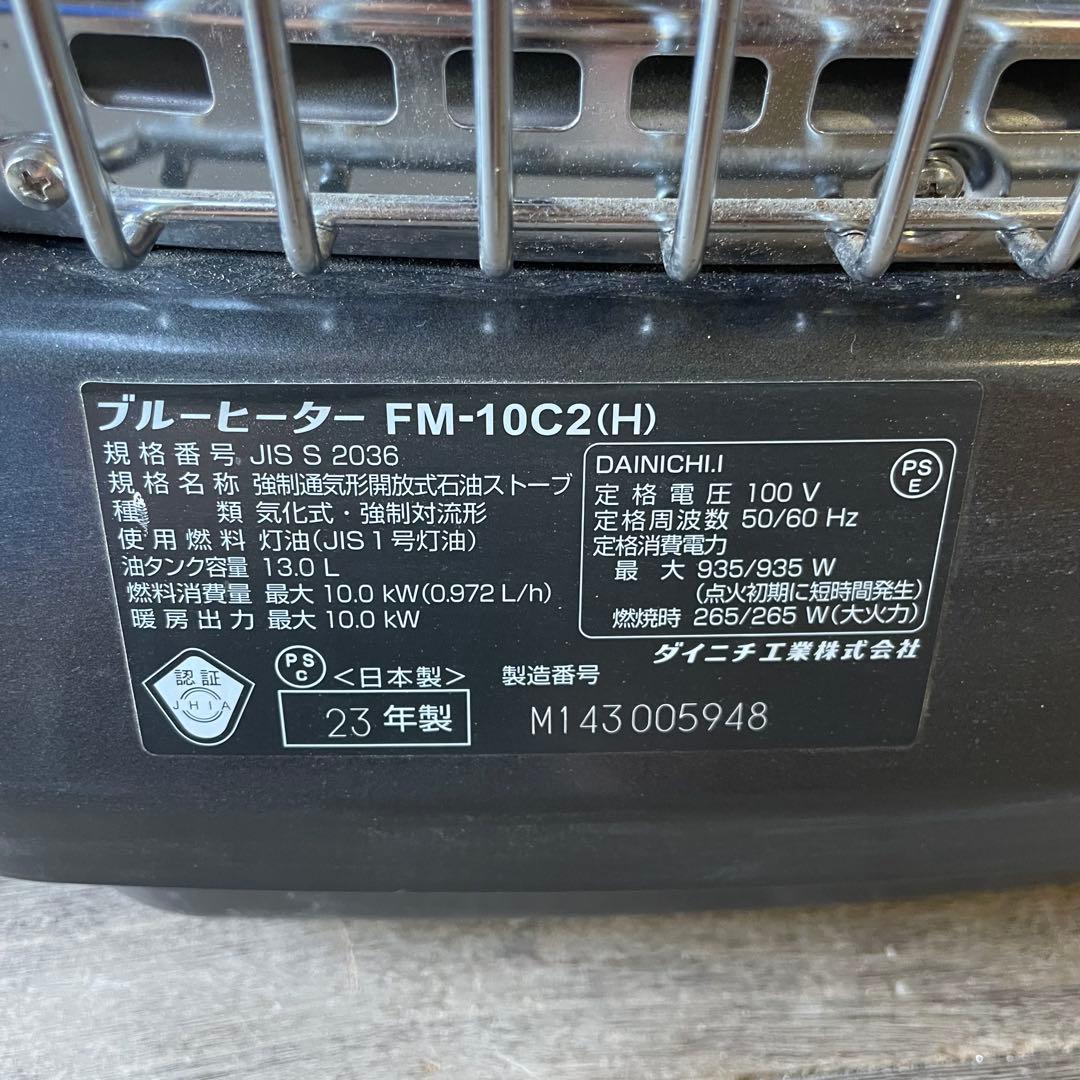 ブルーヒーター FM-10C2(H)
規格番号 JIS S 2036
規格名称 強制通気形開放式石油ストーブ
種類 気化式・強制対流形
使用燃料 灯油(JIS1号灯油)
油タンク容量 13.0 L
燃料消費量 最大 10.0 kW(0.972 L/h)
暖房出力 最大 10.0 kW
DAINICHI.I
PS
E
定格電圧 100 V
定格周波数 50/60 Hz
定格消費電力
最大 935/935 W
(点火初期に短時間発生)
燃焼時 265/265 W(大火力)
ダイニチ工業株式会社
認証
JHIA
PS
C
<日本製>
23 年製
製造番号
M143005948